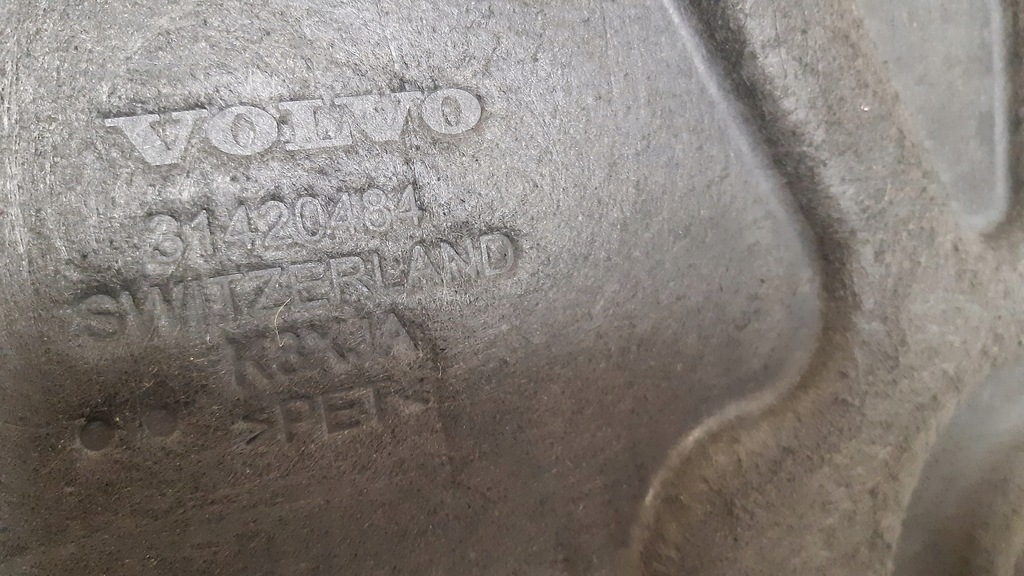 VOLVO
31420484
SWITZERLAND
>PET<